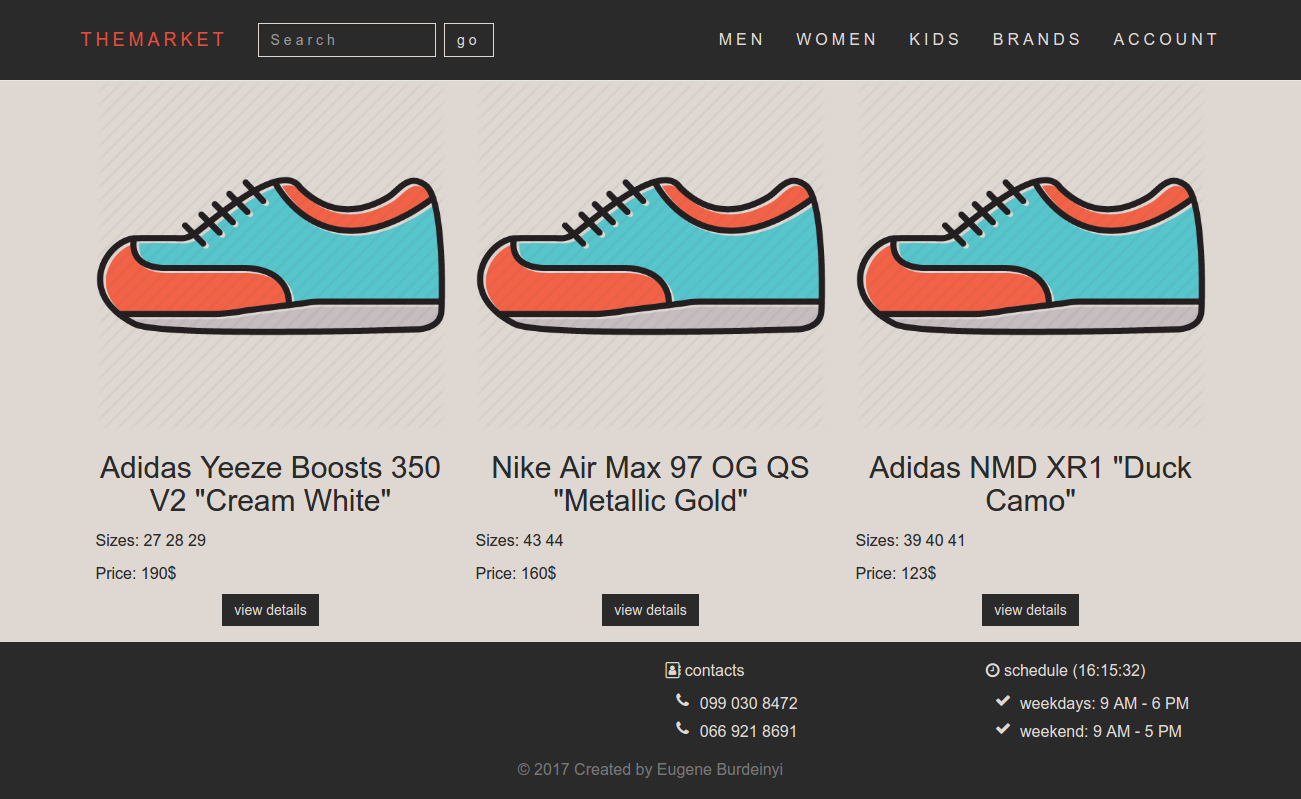 THEMARKET
Search
go
MEN WOMEN KIDS BRANDS ACCOUNT
Adidas Yeeze Boosts 350
V2 "Cream White"
Sizes: 27 28 29
Price: 190$
view details
Nike Air Max 97 OG QS
"Metallic Gold"
Sizes: 43 44
Price: 160$
view details
Adidas NMD XR1 "Duck
Camo"
Sizes: 39 40 41
Price: 123$
view details
contacts
099 030 8472
066 921 8691
schedule (16:15:32)
weekdays: 9 AM - 6 PM
weekend: 9 AM - 5 PM
© 2017 Created by Eugene Burdeinyi